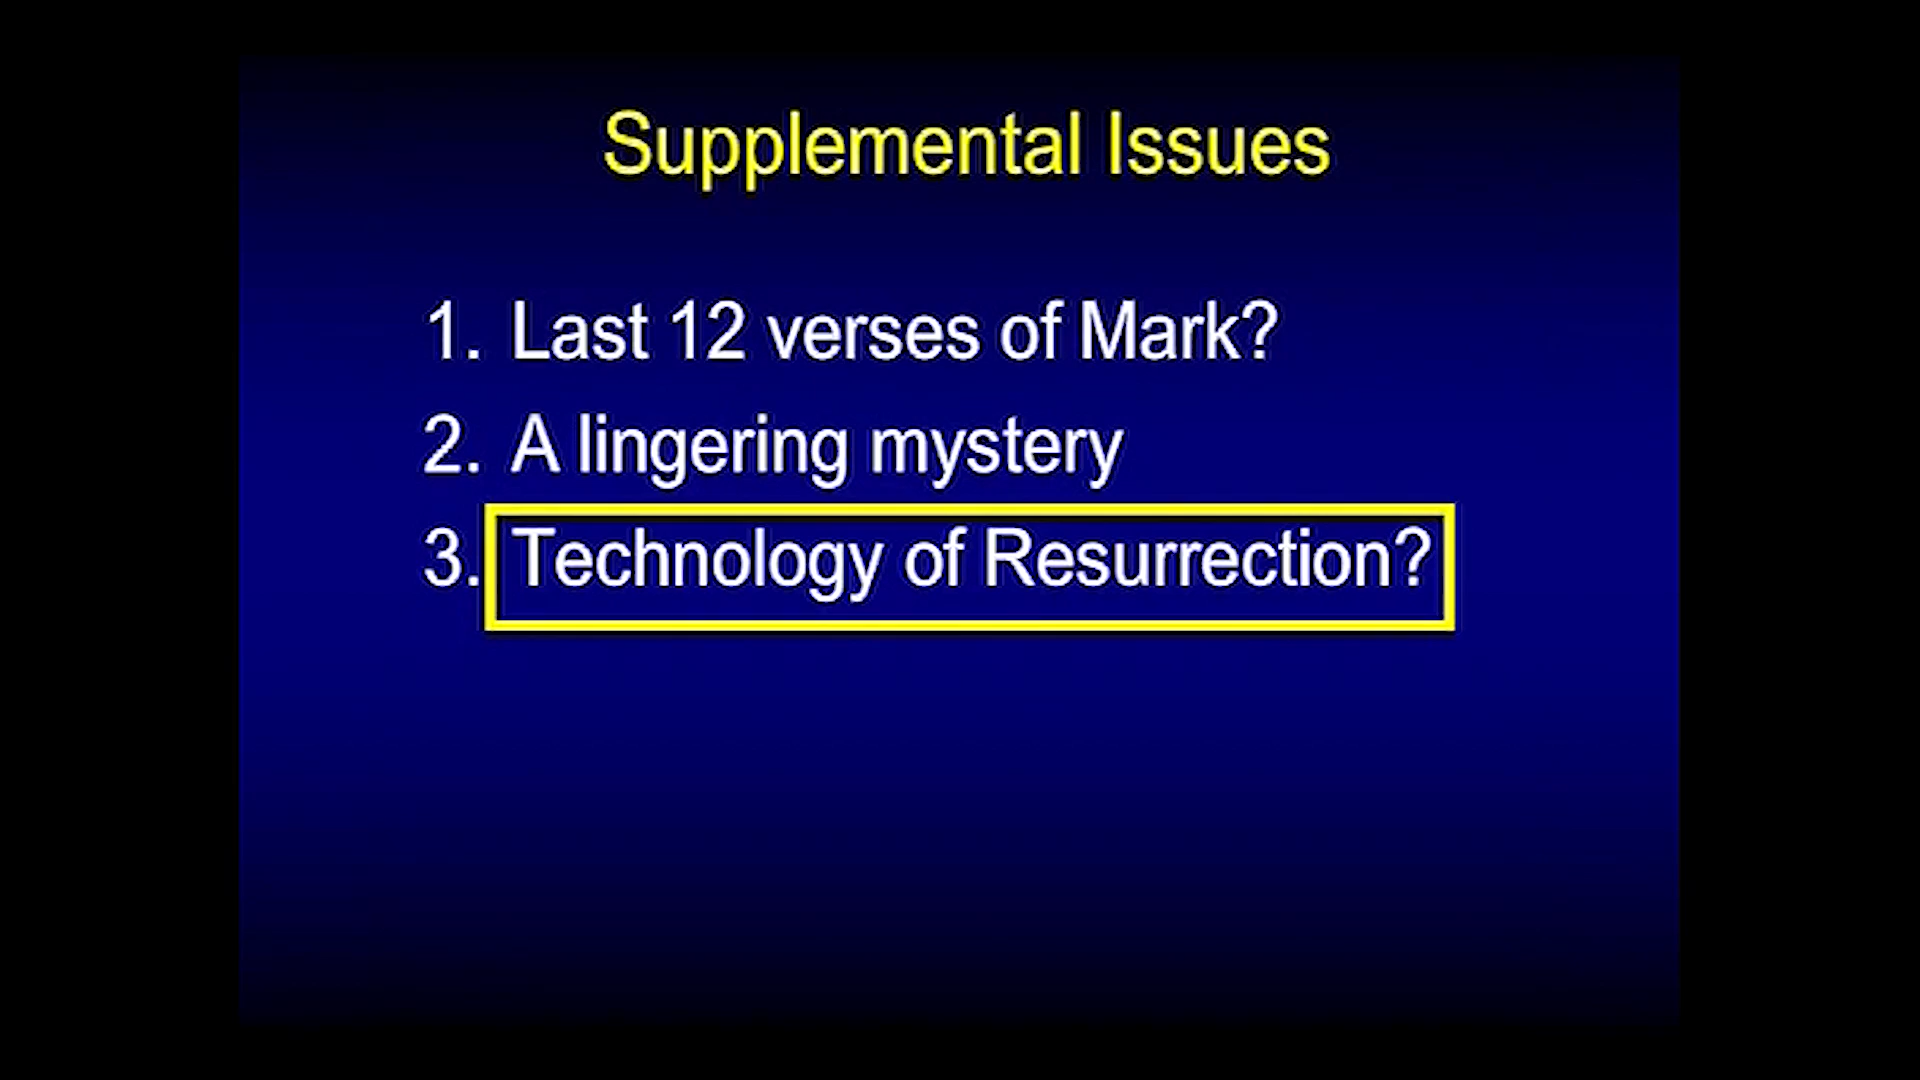 Supplemental Issues
1. Last 12 verses of Mark?
2. A lingering mystery
3. Technology of Resurrection?